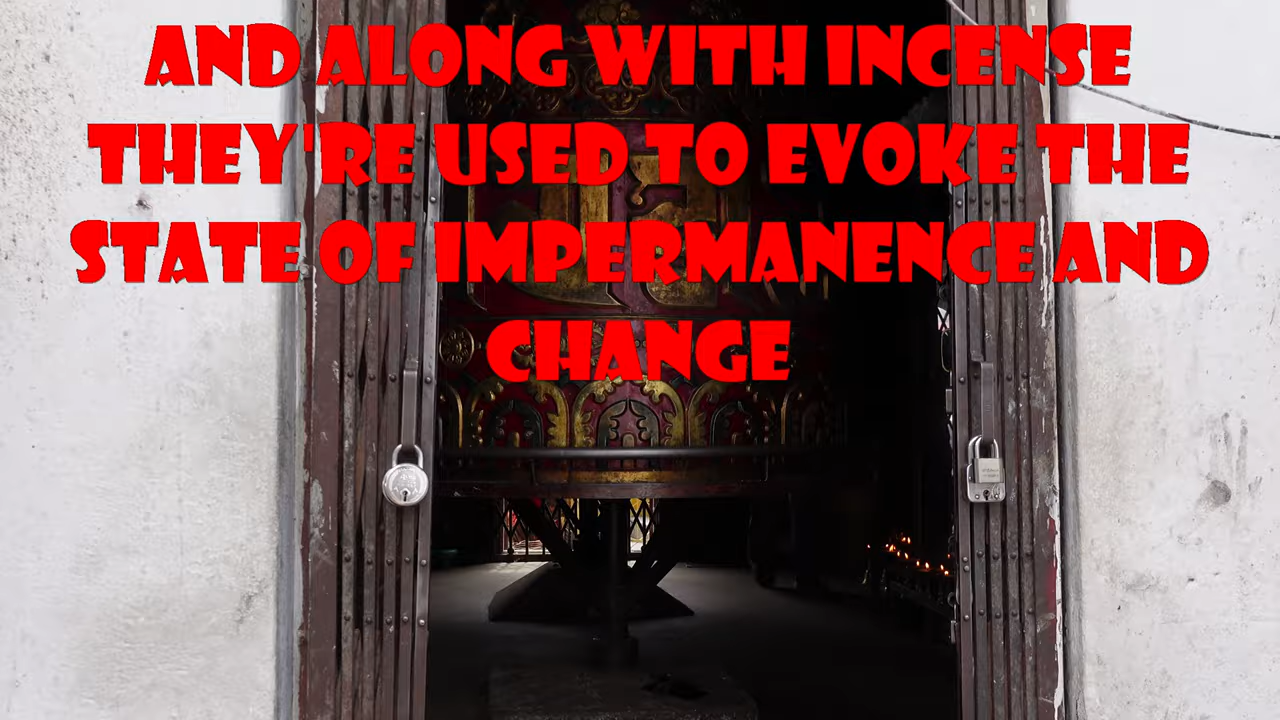 AND ALONG WITH INCENSE
THEY'RE USED TO EVOKE THE
STATE OF IMPERMANENCE AND
CHANGE